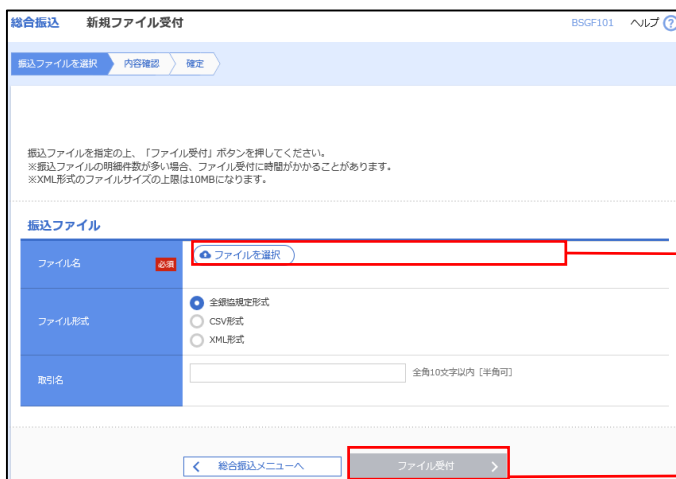 総合振込 新規ファイル受付 BSGF101 ヘルプ ?
振込ファイルを選択 内容確認 確定
振込ファイルを指定の上、「ファイル受付」ボタンを押してください。
※振込ファイルの明細件数が多い場合、ファイル受付に時間がかかることがあります。
※XML形式のファイルサイズの上限は10MBになります。
振込ファイル
ファイル名 必須 ファイルを選択
ファイル形式
全銀協規定形式
CSV形式
XML形式
取引名 全角10文字以内［半角可］
総合振込メニューへ ファイル受付